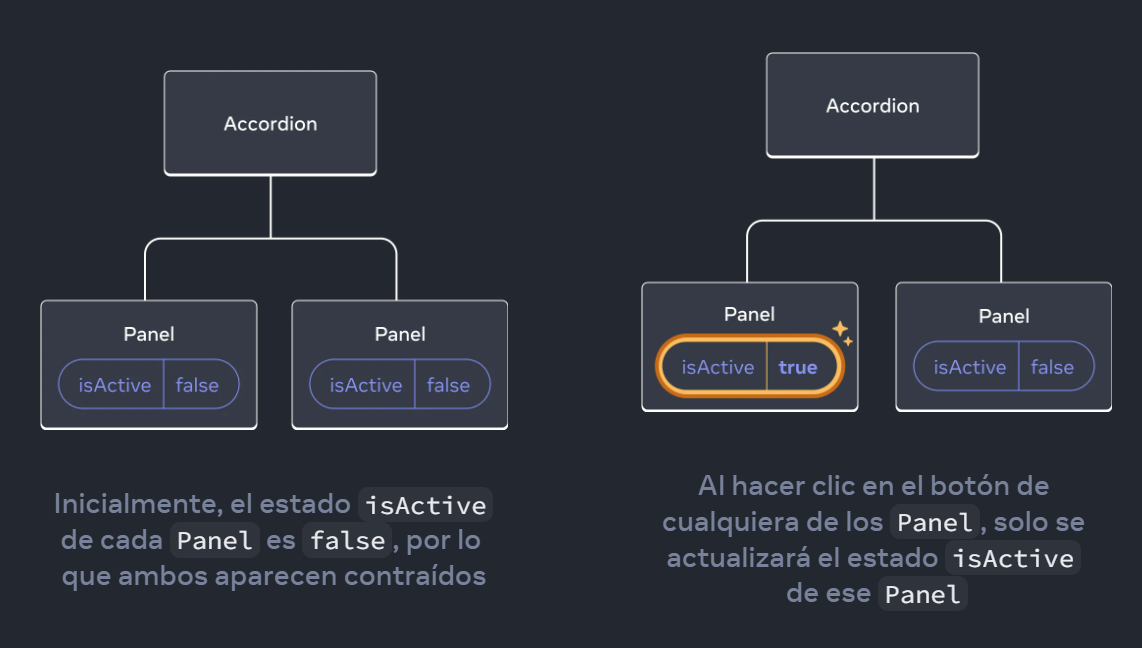 Accordion
Panel
isActive false
Panel
isActive false
Inicialmente, el estado isActive
de cada Panel es false, por lo
que ambos aparecen contraídos
Accordion
Panel
isActive true
Panel
isActive false
Al hacer clic en el botón de
cualquiera de los Panel, solo se
actualizará el estado isActive
de ese Panel